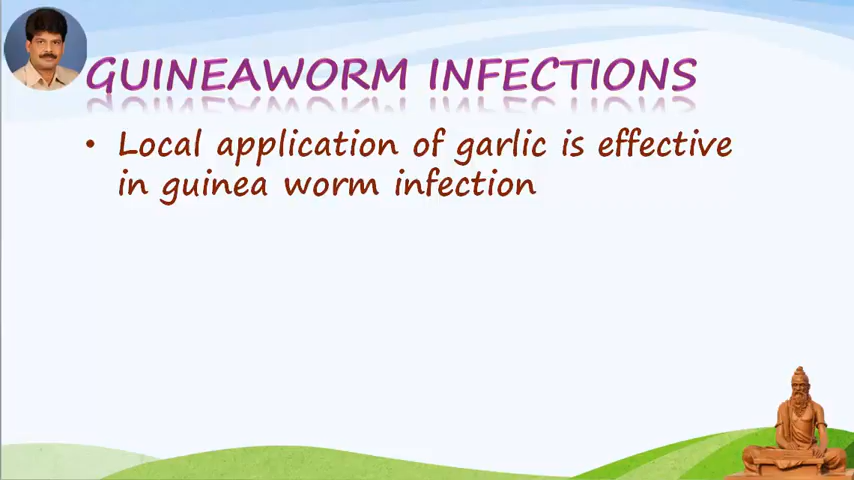 GUINEAWORM INFECTIONS
• Local application of garlic is effective
in guinea worm infection